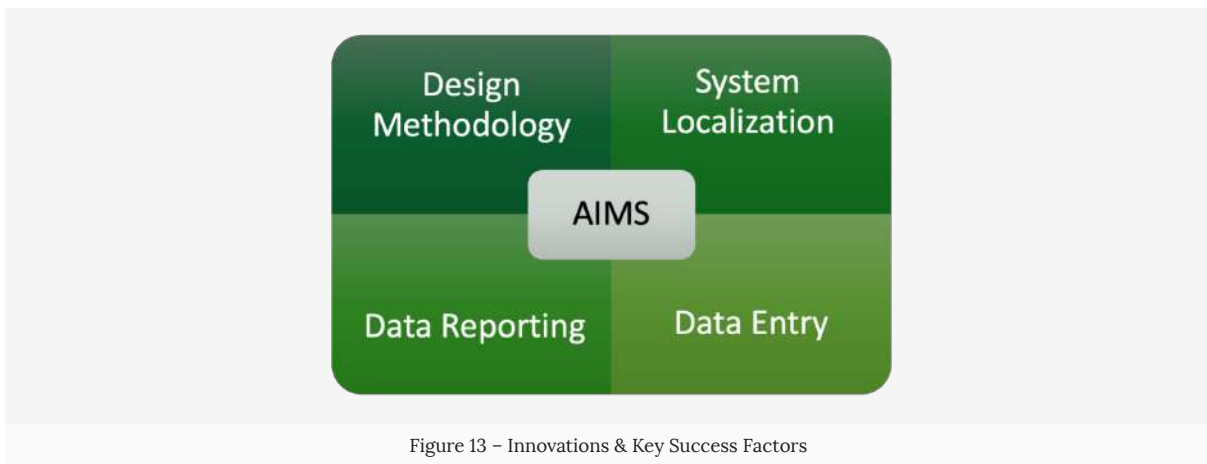 Design
Methodology
System
Localization
AIMS
Data Reporting
Data Entry
Figure 13 – Innovations & Key Success Factors